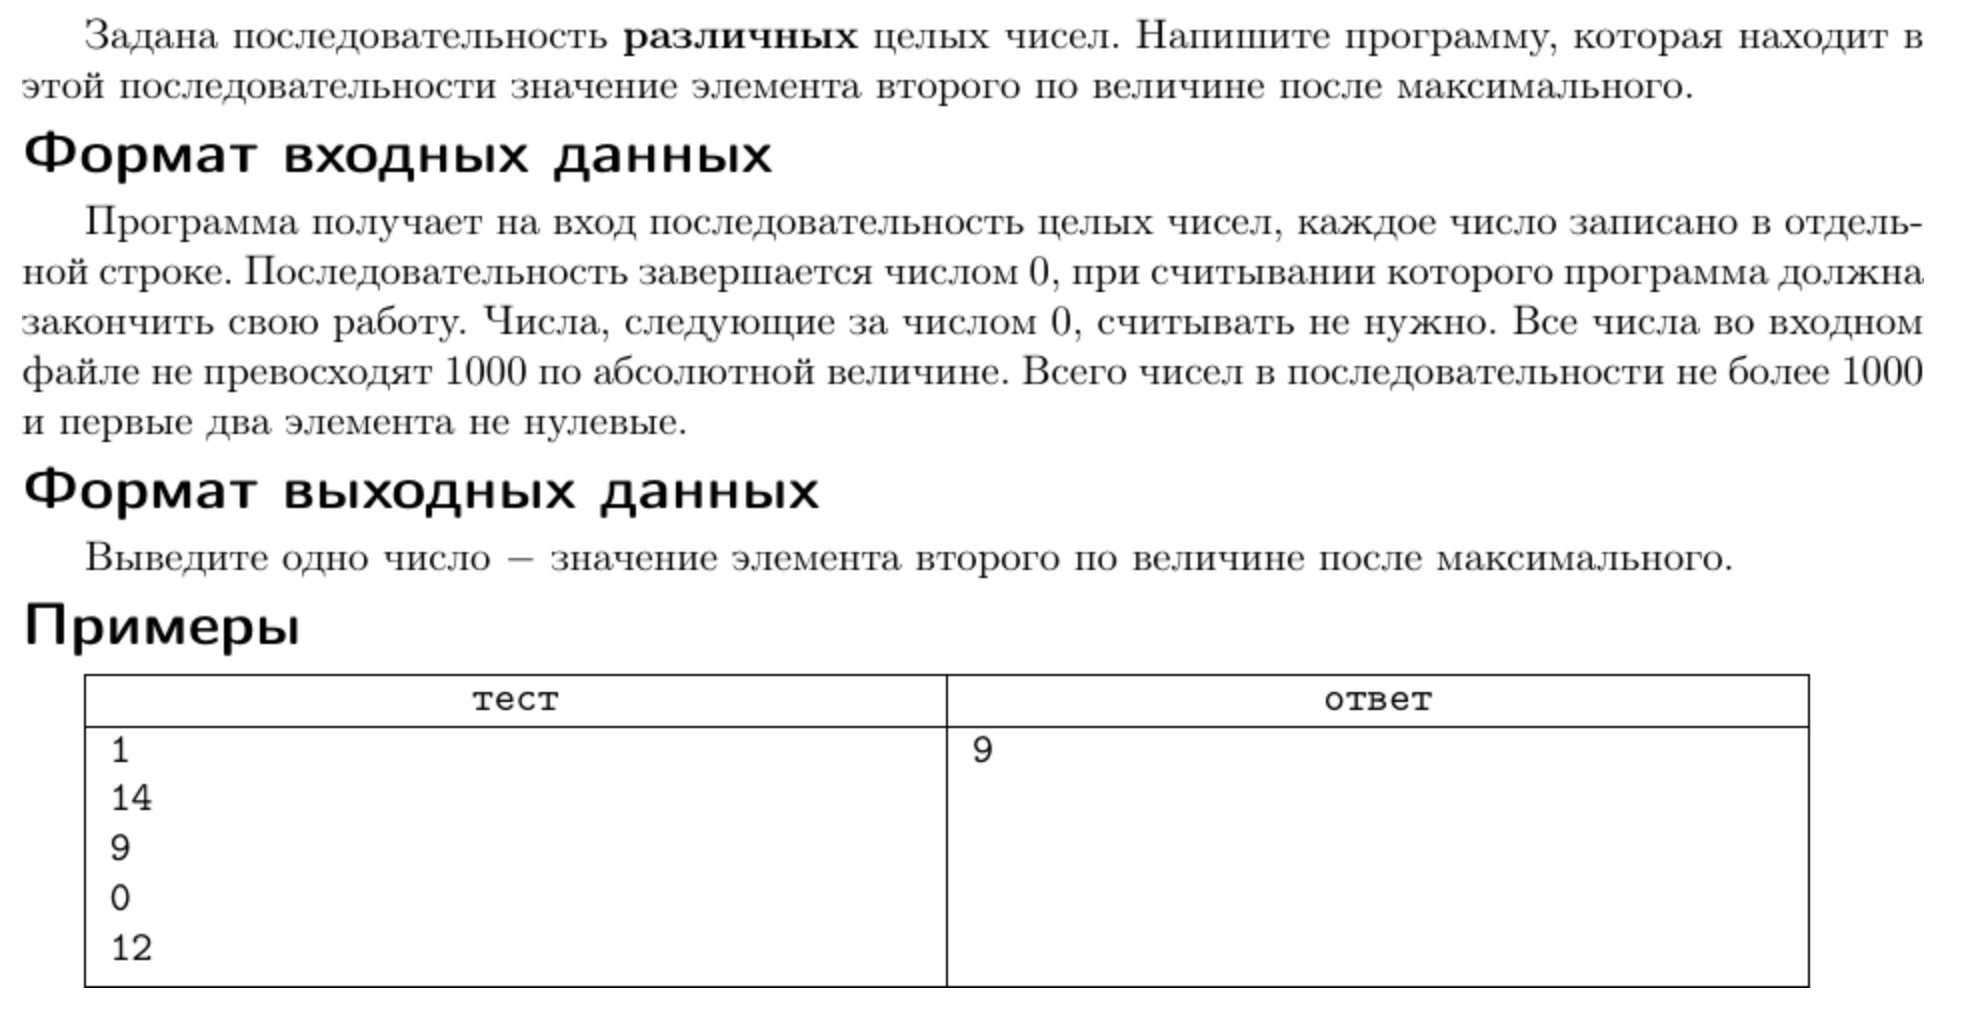 Задана последовательность различных целых чисел. Напишите программу, которая находит в
этой последовательности значение элемента второго по величине после максимального.
Формат входных данных
Программа получает на вход последовательность целых чисел, каждое число записано в отдель-
ной строке. Последовательность завершается числом 0, при считывании которого программа должна
закончить свою работу. Числа, следующие за числом 0, считывать не нужно. Все числа во входном
файле не превосходят 1000 по абсолютной величине. Всего чисел в последовательности не более 1000
и первые два элемента не нулевые.
Формат выходных данных
Выведите одно число – значение элемента второго по величине после максимального.
Примеры
тест ответ
1 9
14
9
0
12